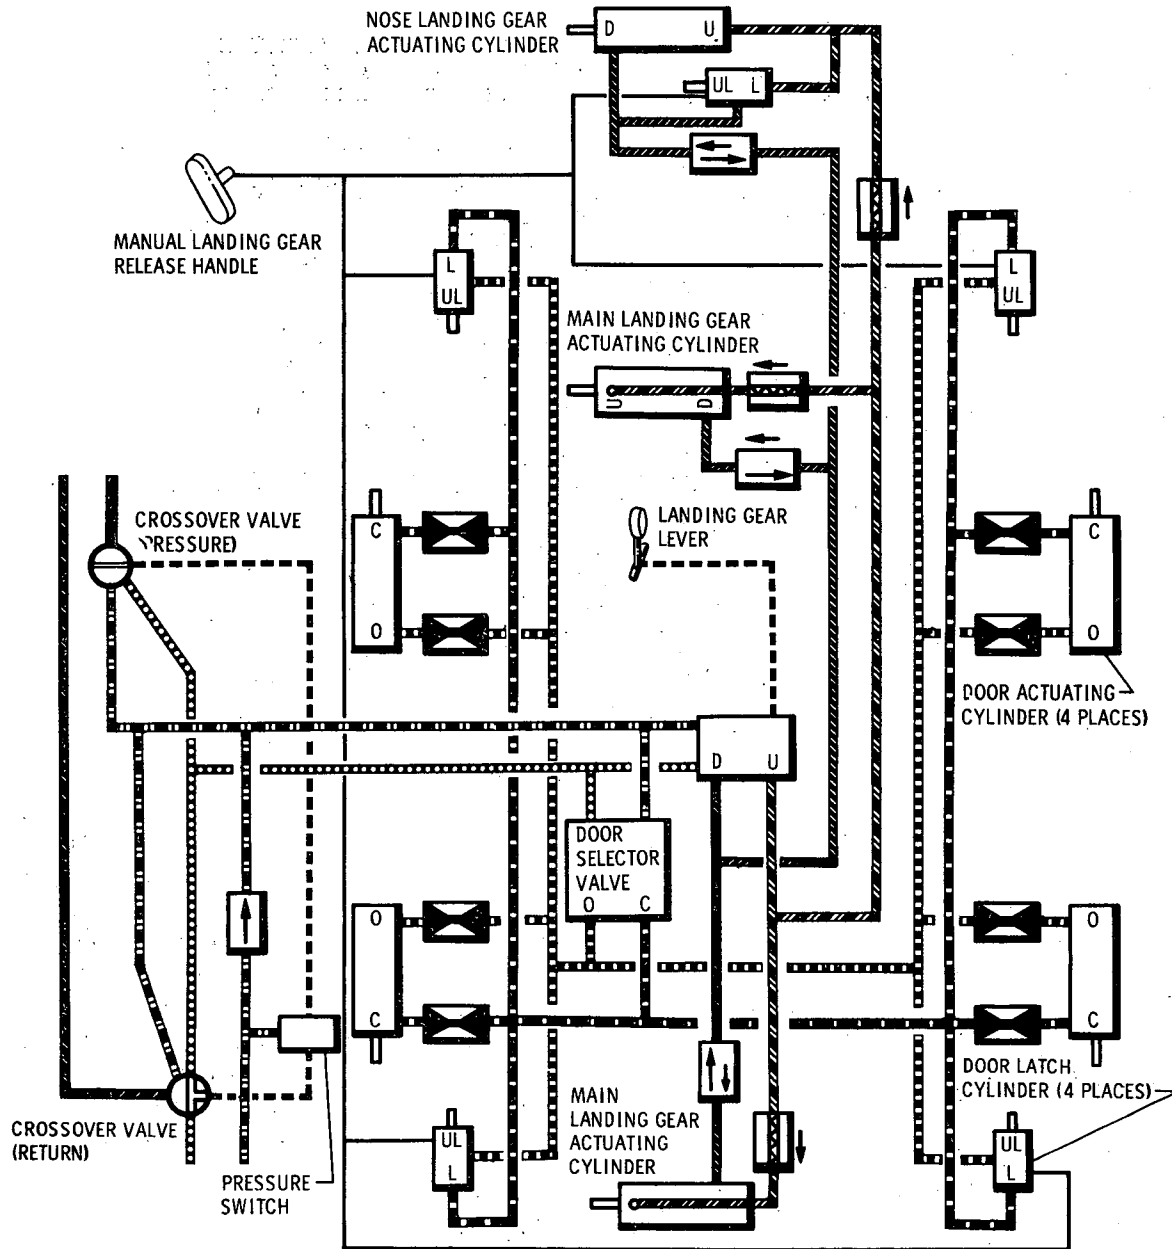 NOSE LANDING GEAR
ACTUATING CYLINDER
D U
UL L
MANUAL LANDING GEAR
RELEASE HANDLE
L
UL
L
UL
MAIN LANDING GEAR
ACTUATING CYLINDER
U D
CROSSOVER VALVE
PRESSURE)
C
O
LANDING GEAR
LEVER
C
O
DOOR ACTUATING
CYLINDER (4 PLACES)
D U
DOOR
SELECTOR
VALVE
O C
O
C
O
C
DOOR LATCH
CYLINDER (4 PLACES)
CROSSOVER VALVE
(RETURN)
PRESSURE
SWITCH
UL
L
MAIN
LANDING GEAR
ACTUATING
CYLINDER
UL
L